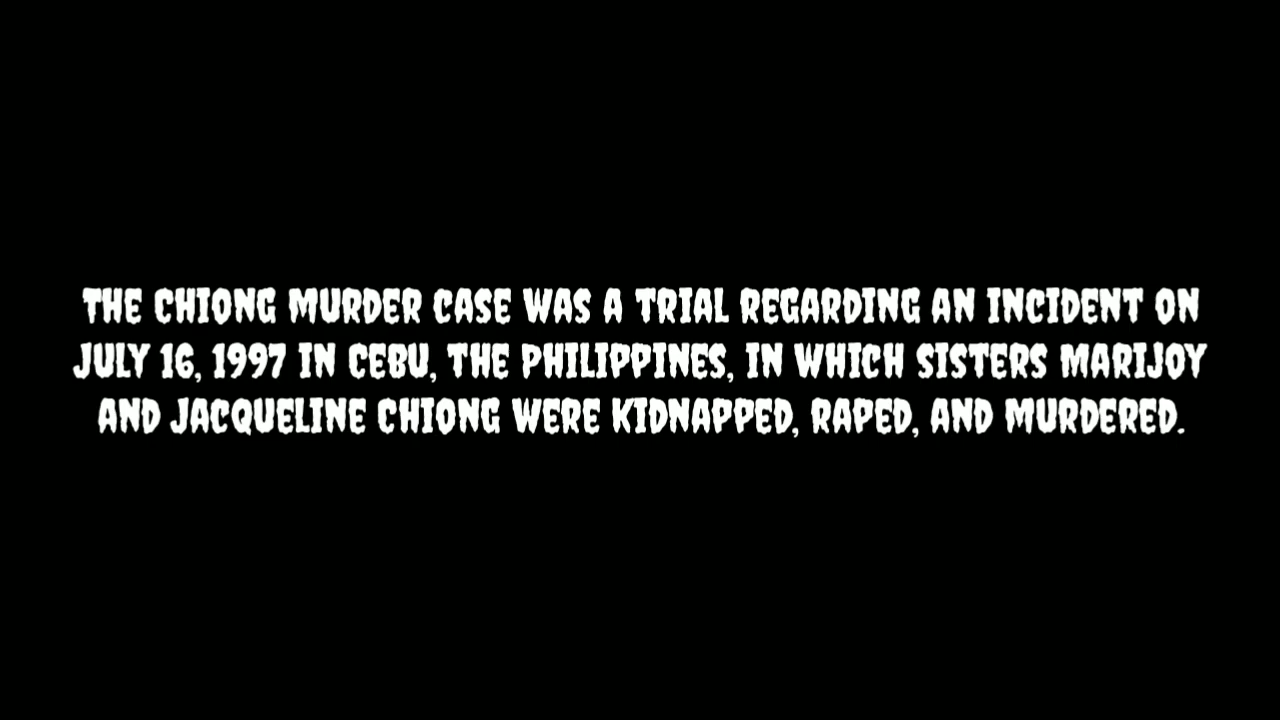 THE CHIONG MURDER CASE WAS A TRIAL REGARDING AN INCIDENT ON
JULY 16, 1997 IN CEBU, THE PHILIPPINES, IN WHICH SISTERS MARIJOY
AND JACQUELINE CHIONG WERE KIDNAPPED, RAPED, AND MURDERED.